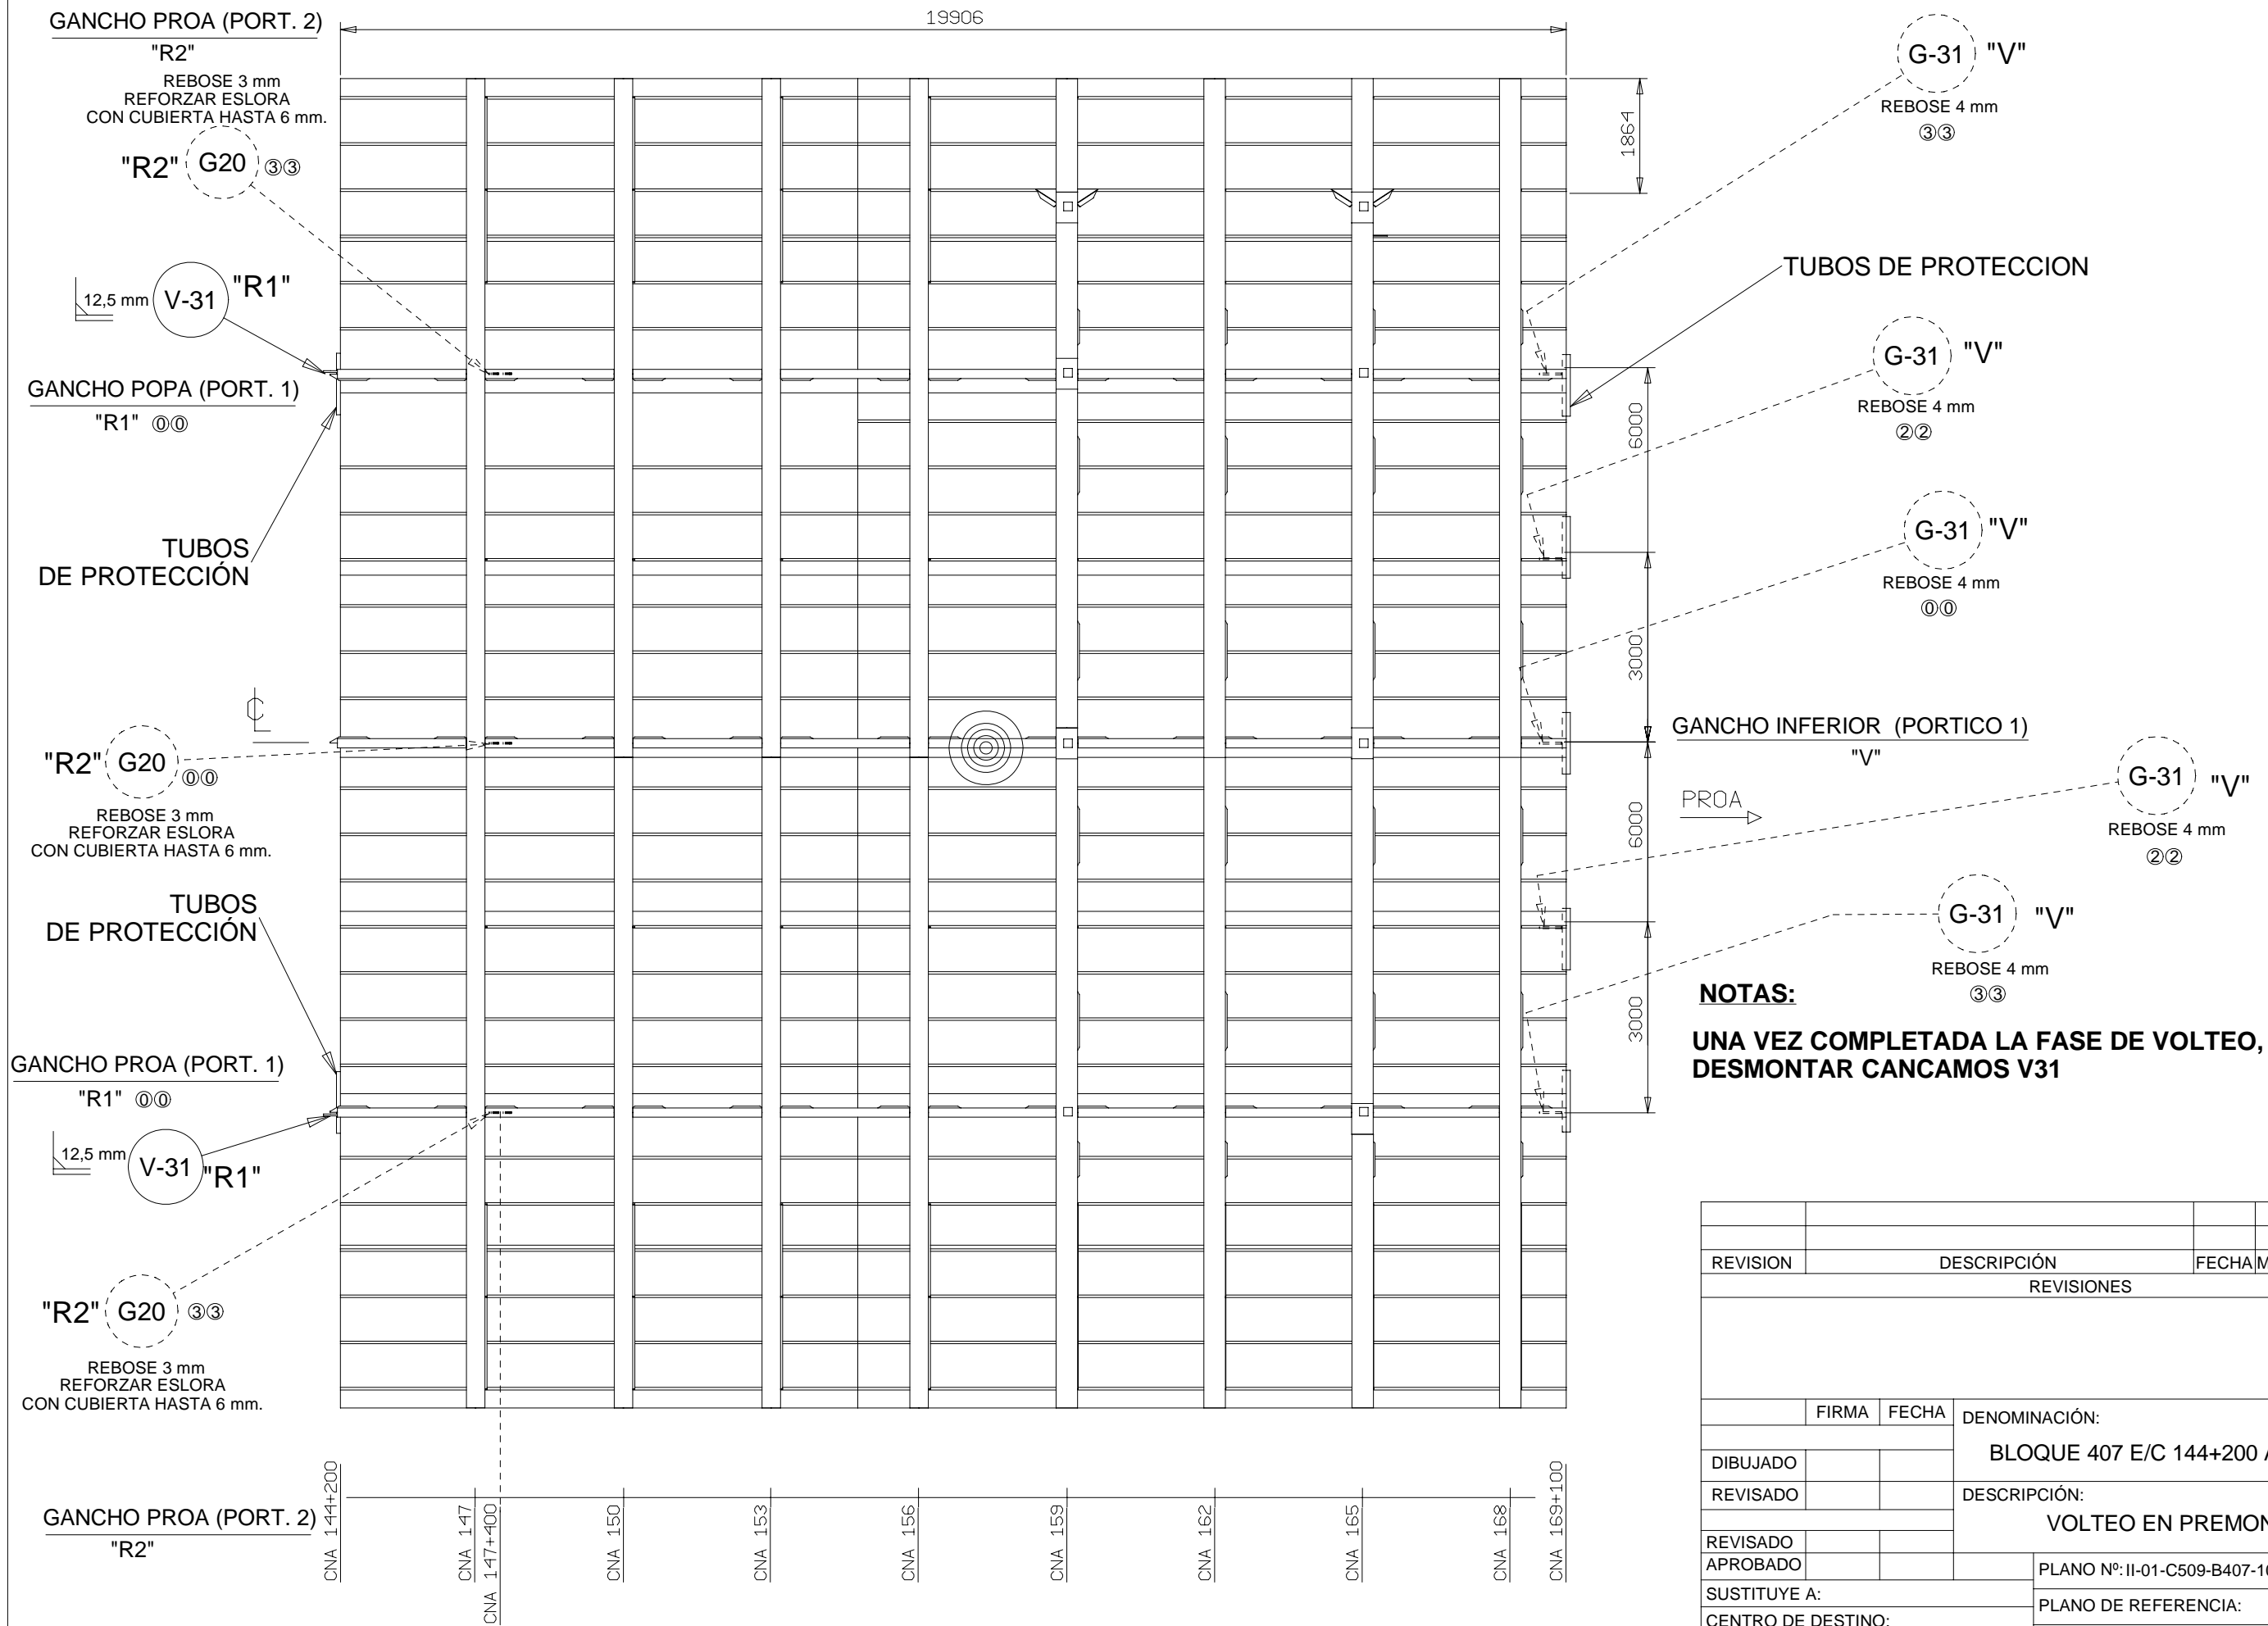 GANCHO PROA (PORT. 2)
"R2"
REBOSE 3 mm
REFORZAR ESLORA
CON CUBIERTA HASTA 6 mm.
"R2" G20 ③③
12,5 mm V-31 "R1"
GANCHO POPA (PORT. 1)
"R1" ⓪⓪
TUBOS
DE PROTECCIÓN
"R2" G20 ⓪⓪
REBOSE 3 mm
REFORZAR ESLORA
CON CUBIERTA HASTA 6 mm.
TUBOS
DE PROTECCIÓN
GANCHO PROA (PORT. 1)
"R1" ⓪⓪
12,5 mm V-31 "R1"
"R2" G20 ③③
REBOSE 3 mm
REFORZAR ESLORA
CON CUBIERTA HASTA 6 mm.
GANCHO PROA (PORT. 2)
"R2"
19906
1864
6000
3000
6000
3000
CNA 144+200
CNA 147
CNA 147+400
CNA 150
CNA 153
CNA 156
CNA 159
CNA 162
CNA 165
CNA 168
CNA 169+100
G-31 "V"
REBOSE 4 mm
③③
TUBOS DE PROTECCION
G-31 "V"
REBOSE 4 mm
②②
G-31 "V"
REBOSE 4 mm
⓪⓪
GANCHO INFERIOR (PORTICO 1)
"V"
PROA
G-31 "V"
REBOSE 4 mm
②②
G-31 "V"
REBOSE 4 mm
③③
NOTAS:
UNA VEZ COMPLETADA LA FASE DE VOLTEO,
DESMONTAR CANCAMOS V31
REVISION DESCRIPCIÓN FECHA
REVISIONES
FIRMA FECHA DENOMINACIÓN:
BLOQUE 407 E/C 144+200
DIBUJADO
REVISADO DESCRIPCIÓN:
VOLTEO EN
REVISADO
APROBADO PLANO Nº: II-01-C509-B407-
SUSTITUYE A:
PLANO DE REFERENCIA:
CENTRO DE DESTINO: